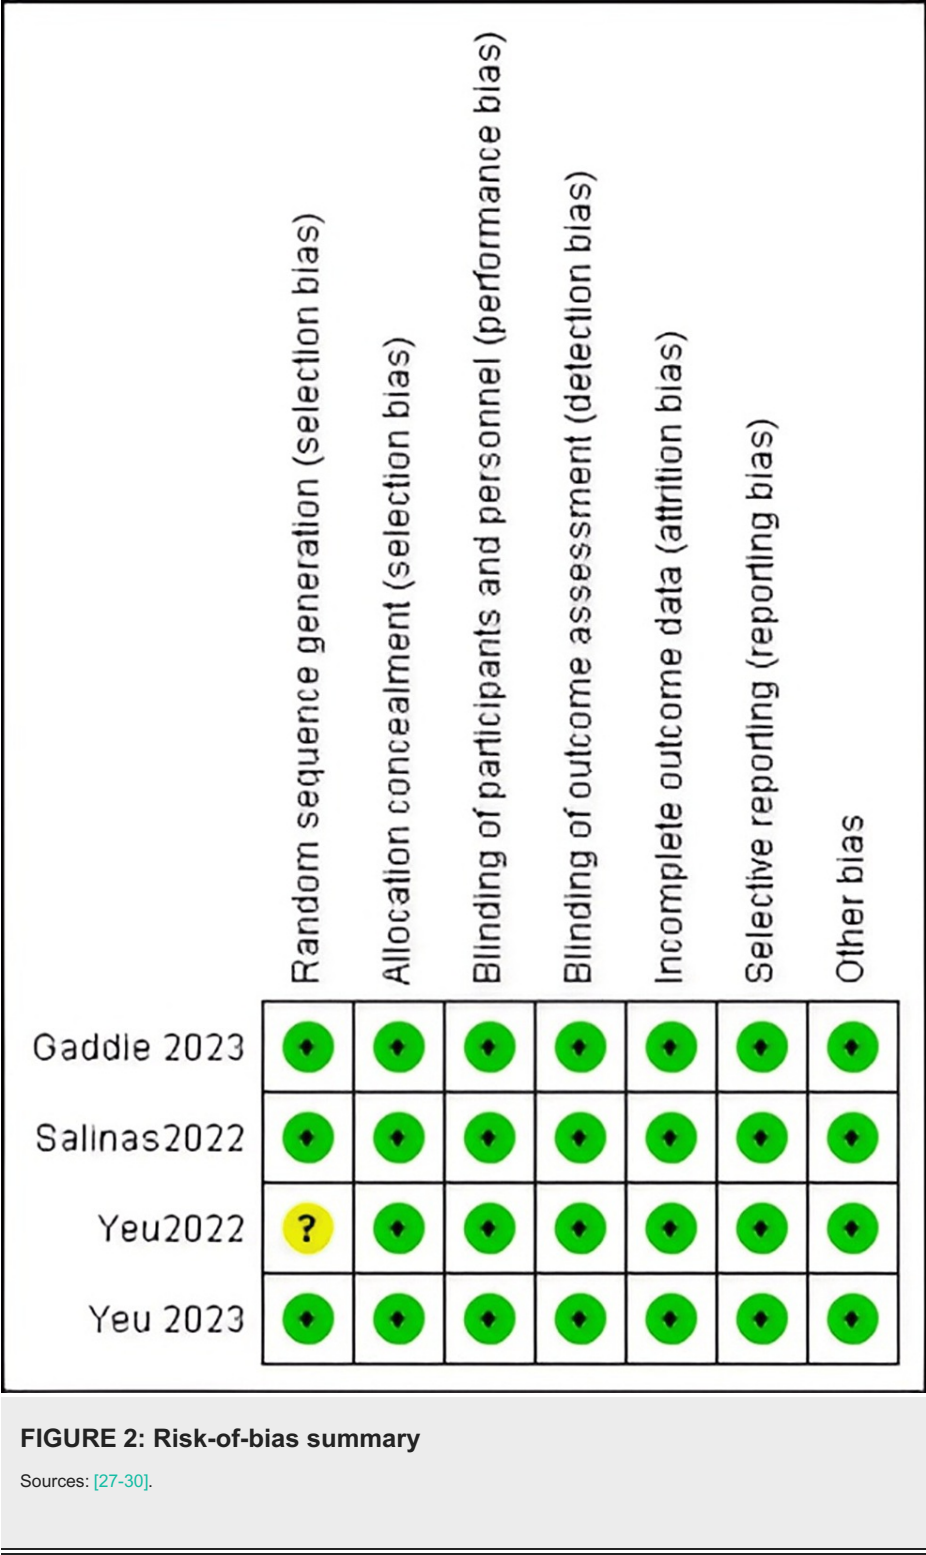 Random sequence generation (selection bias)
Allocation concealment (selection bias)
Blinding of participants and personnel (performance bias)
Blinding of outcome assessment (detection bias)
Incomplete outcome data (attrition bias)
Selective reporting (reporting bias)
Other bias
Gaddie 2023
Salinas2022
Yeu2022
?
Yeu 2023
FIGURE 2: Risk-of-bias summary
Sources: [27-30].